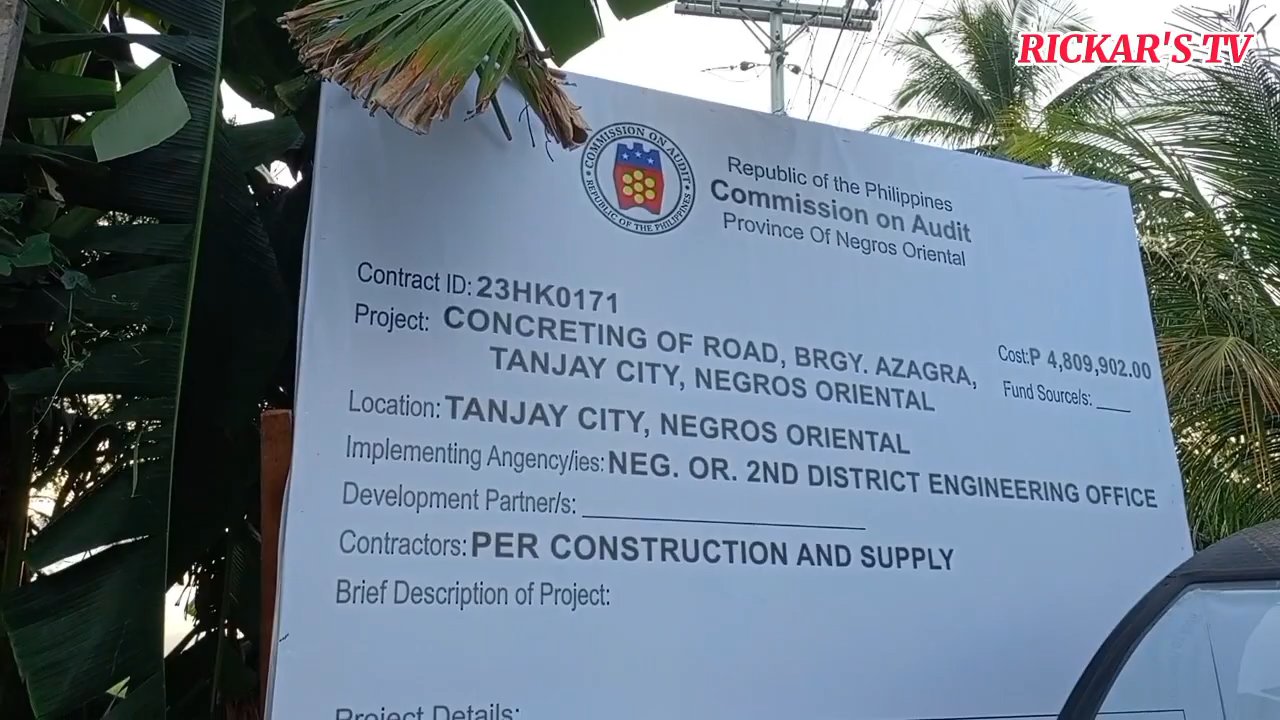 RICKAR'S TV
COMMISSION ON AUDIT
REPUBLIC OF THE PHILIPPINES
Republic of the Philippines
Commission on Audit
Province Of Negros Oriental
Contract ID: 23HK0171
Project: CONCRETING OF ROAD, BRGY. AZAGRA,
TANJAY CITY, NEGROS ORIENTAL
Cost:P 4,809,902.00
Fund Source\s: ____
Location: TANJAY CITY, NEGROS ORIENTAL
Implementing Angency/ies: NEG. OR. 2ND DISTRICT ENGINEERING OFFICE
Development Partner/s: ____________________
Contractors: PER CONSTRUCTION AND SUPPLY
Brief Description of Project:
Project Details: